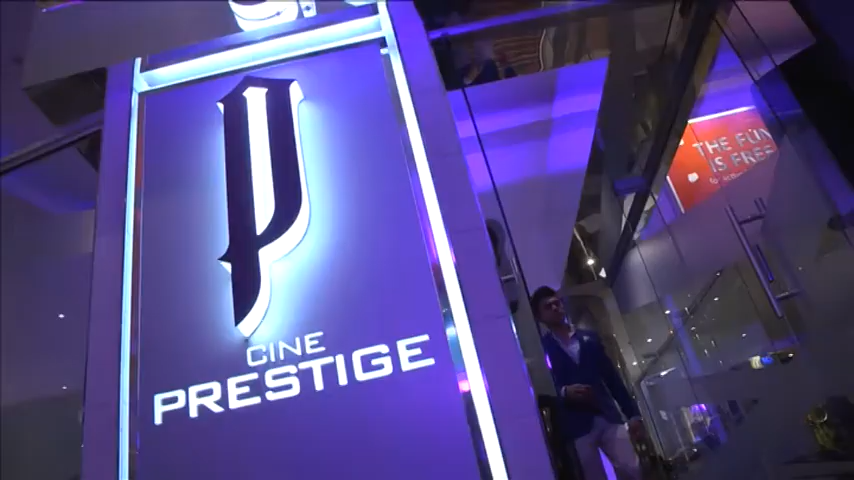 CINE
PRESTIGE
THE FUN
IS FREE